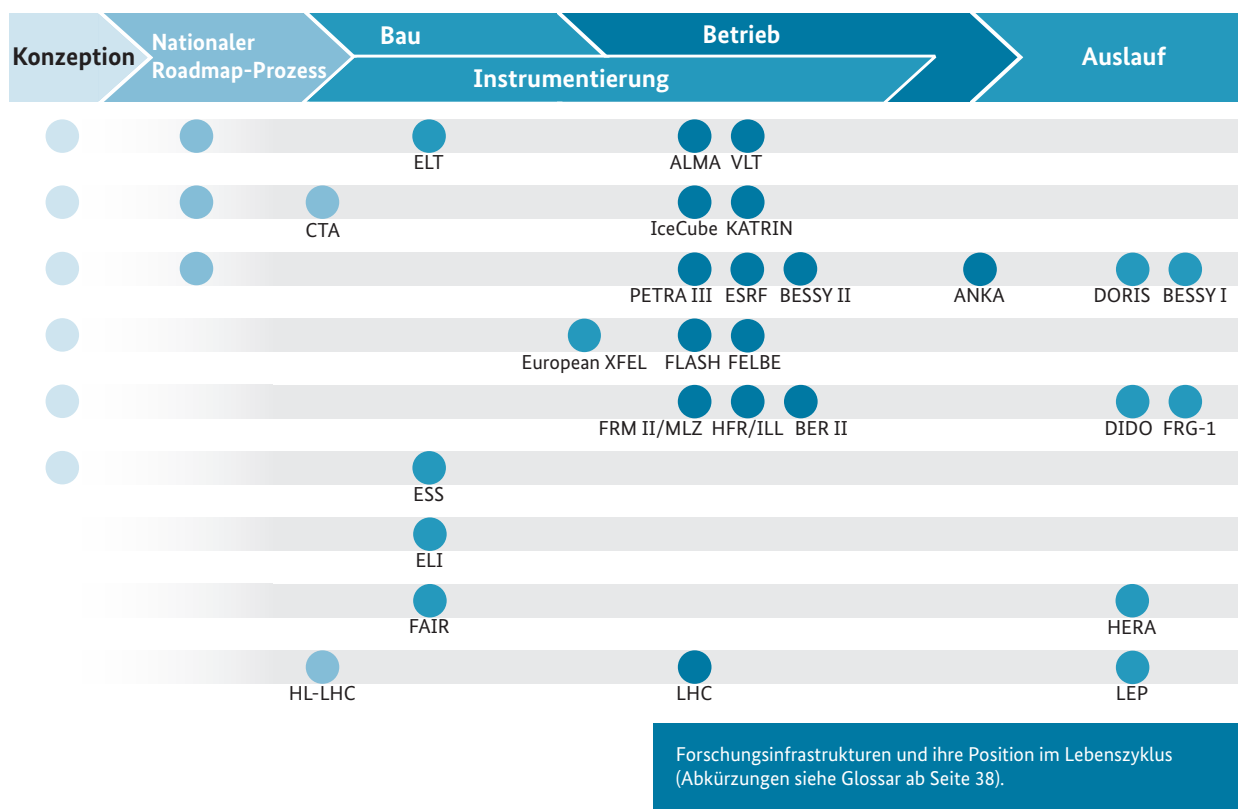 Konzeption
Nationaler
Roadmap-Prozess
Bau
Betrieb
Instrumentierung
Auslauf
ELT
ALMA VLT
CTA
IceCube KATRIN
PETRA III ESRF BESSY II
ANKA
DORIS BESSY I
European XFEL FLASH FELBE
FRM II/MLZ HFR/ILL BER II
DIDO FRG-1
ESS
ELI
FAIR
HERA
HL-LHC
LHC
LEP
Forschungsinfrastrukturen und ihre Position im Lebenszyklus
(Abkürzungen siehe Glossar ab Seite 38).